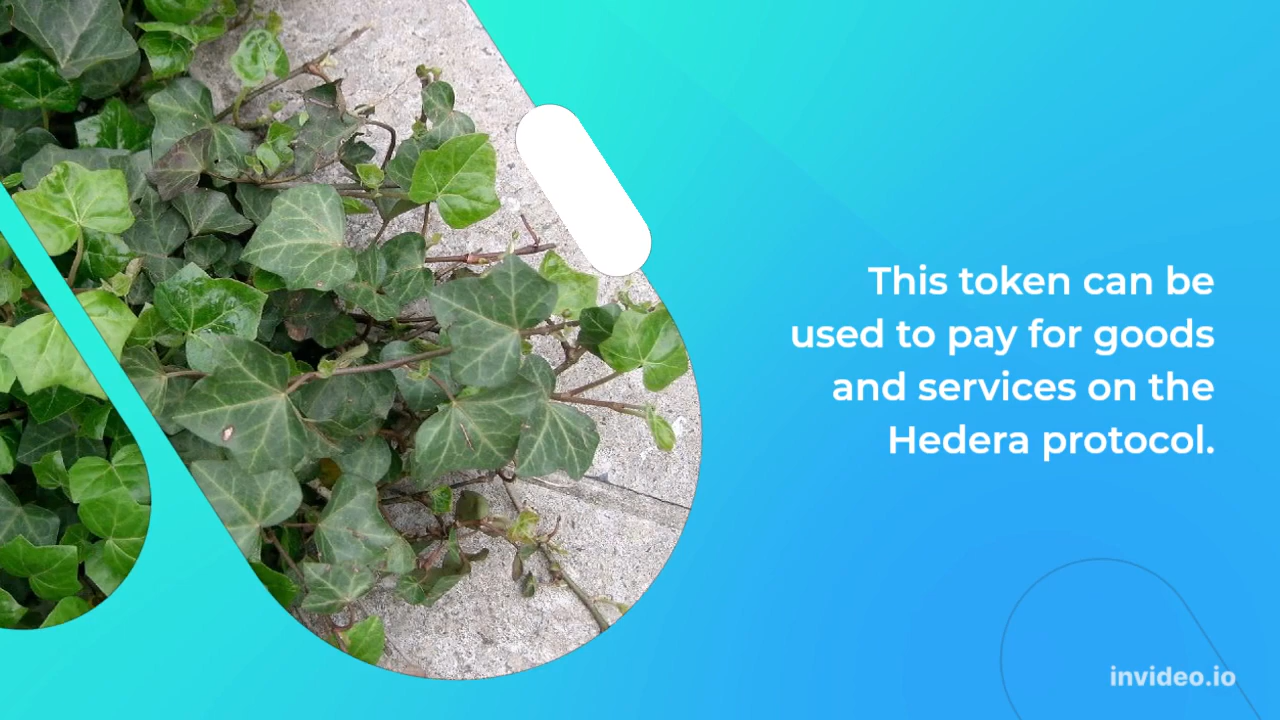 This token can be
used to pay for goods
and services on the
Hedera protocol.
invideo.io